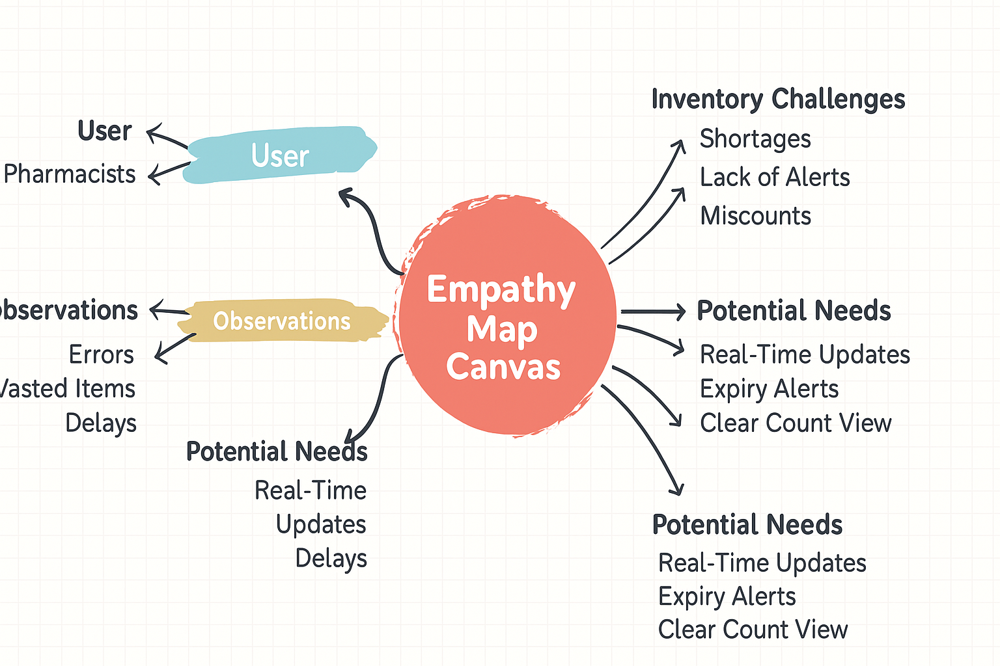 User
Pharmacists
User
Observations
Errors
Wasted Items
Delays
Observations
Potential Needs
Real-Time
Updates
Delays
Empathy
Map
Canvas
Inventory Challenges
Shortages
Lack of Alerts
Miscounts
Potential Needs
Real-Time Updates
Expiry Alerts
Clear Count View
Potential Needs
Real-Time Updates
Expiry Alerts
Clear Count View